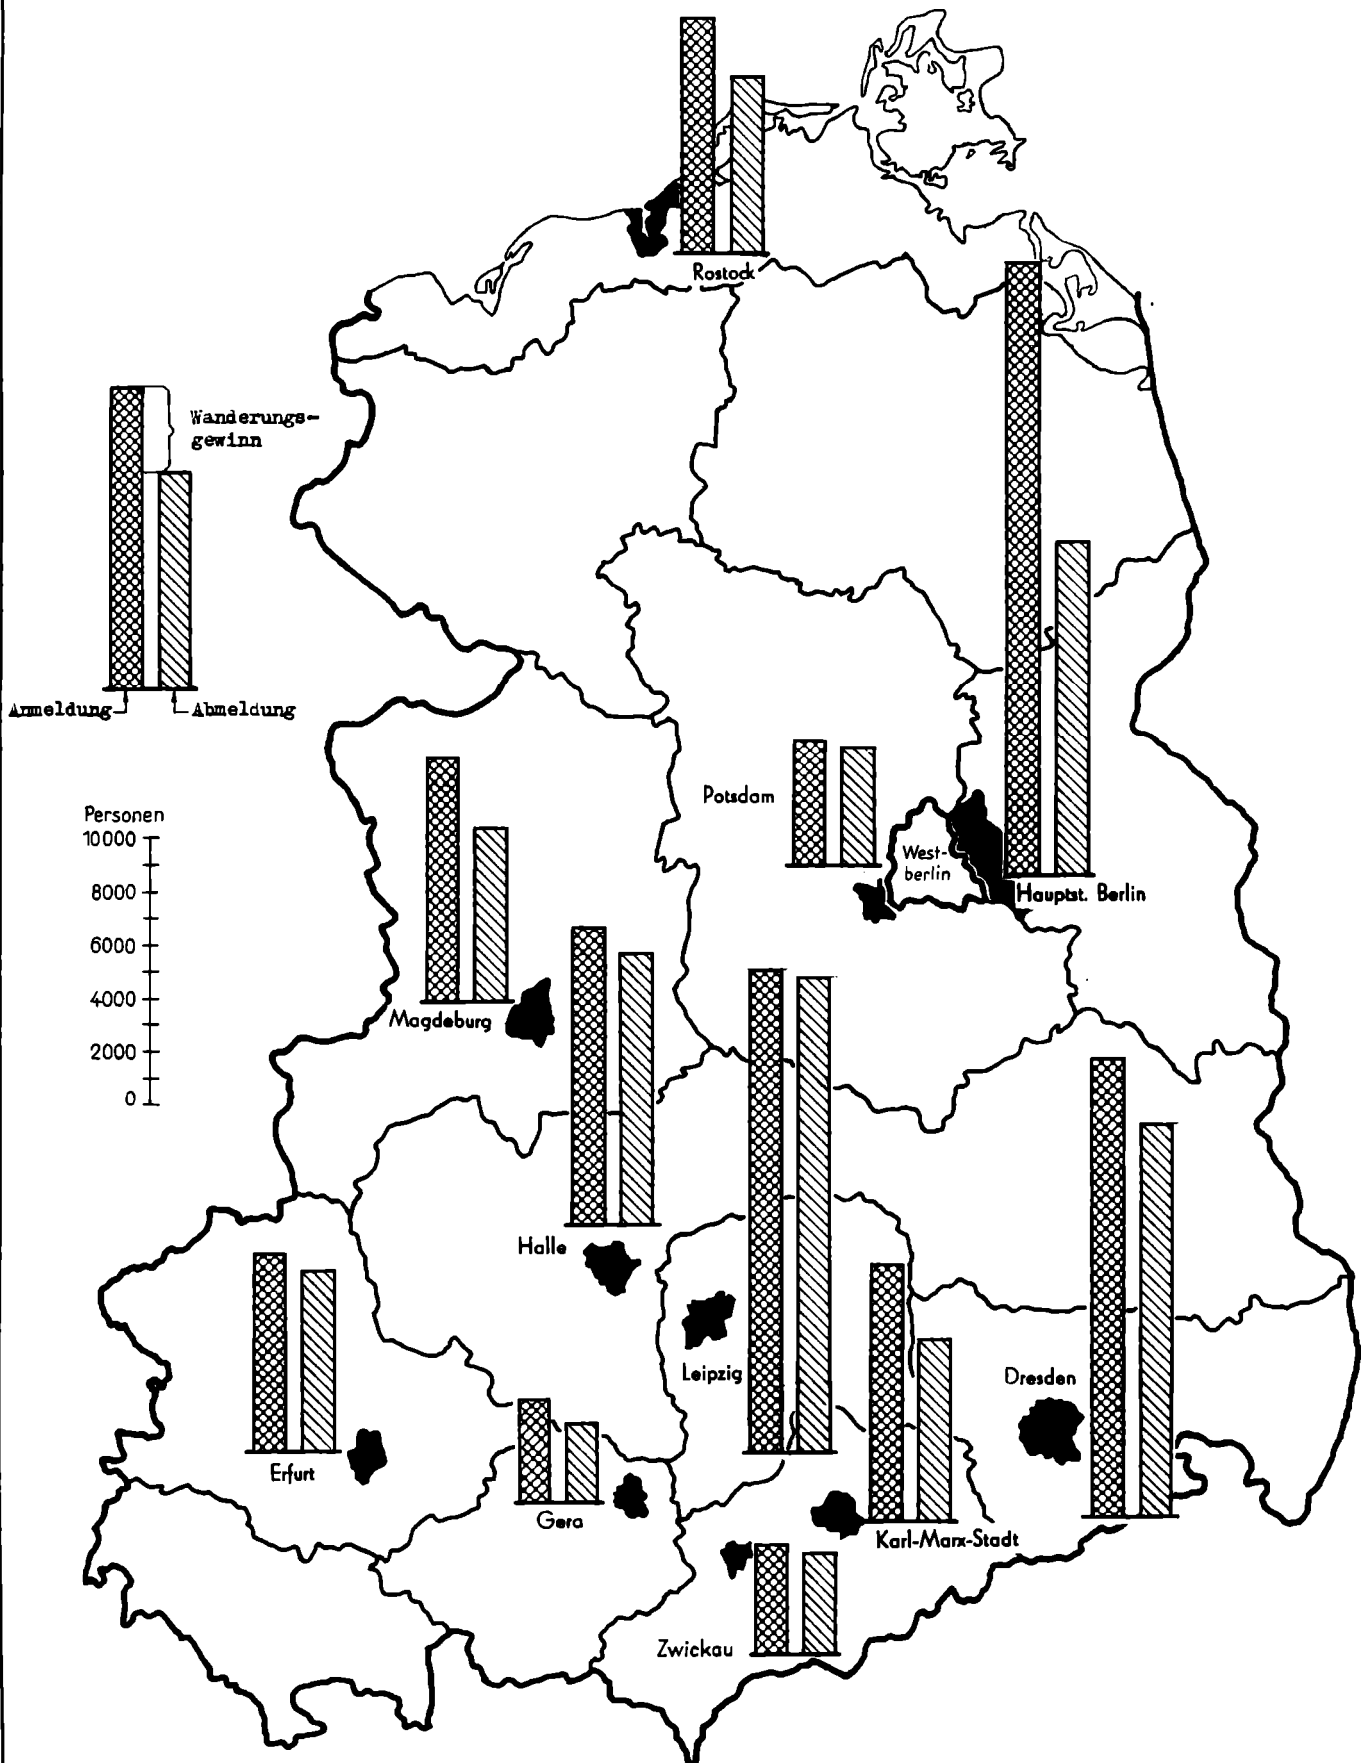 Rostock
Wanderungs-
gewinn
Anmeldung
Abmeldung
Personen
10000
8000
6000
4000
2000
0
Potsdam
West-
berlin
Hauptst. Berlin
Magdeburg
Halle
Leipzig
Dresden
Erfurt
Gera
Karl-Marx-Stadt
Zwickau